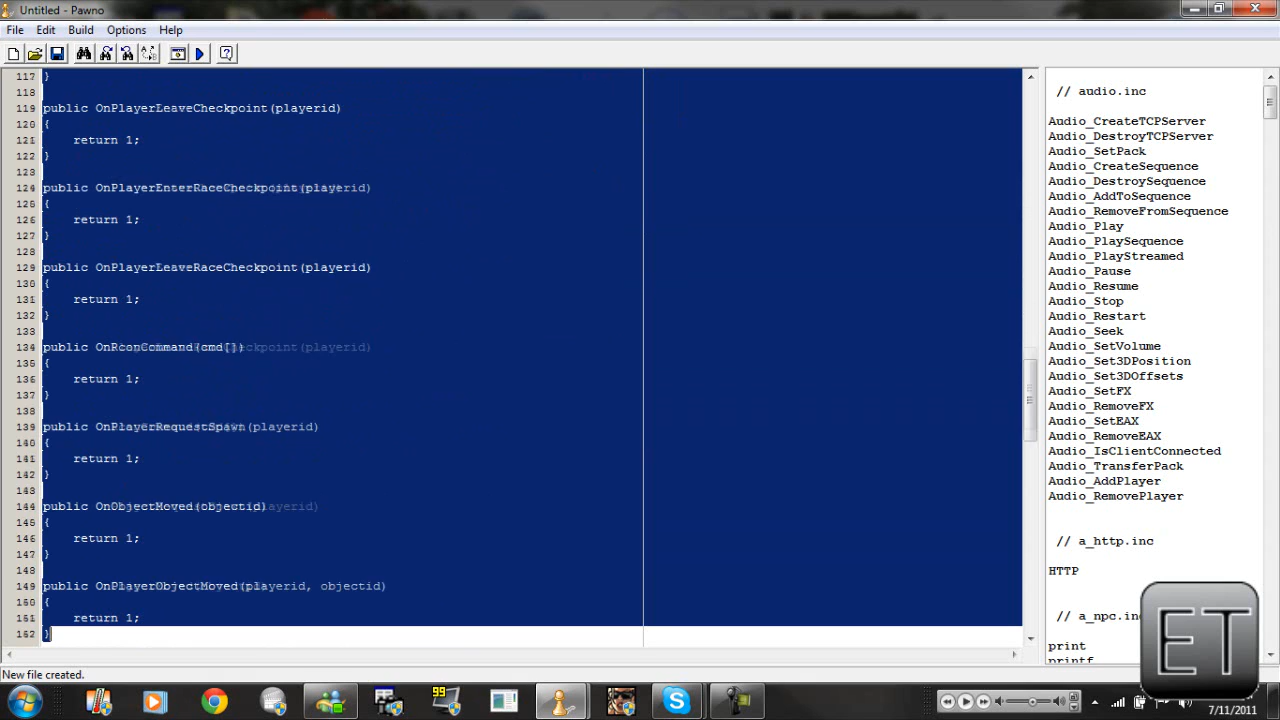 Untitled - Pawno
File Edit Build Options Help
117 }
118
119 public OnPlayerLeaveCheckpoint(playerid)
120 {
121 return 1;
122 }
123
124 public OnPlayerEnterRaceCheckpoint(playerid)
125 {
126 return 1;
127 }
128
129 public OnPlayerLeaveRaceCheckpoint(playerid)
130 {
131 return 1;
132 }
133
134 public OnRconCommand(cmd[])
135 {
136 return 1;
137 }
138
139 public OnPlayerRequestSpawn(playerid)
140 {
141 return 1;
142 }
143
144 public OnObjectMoved(objectid)
145 {
146 return 1;
147 }
148
149 public OnPlayerObjectMoved(playerid, objectid)
150 {
151 return 1;
152 }
// audio.inc
Audio_CreateTCPServer
Audio_DestroyTCPServer
Audio_SetPack
Audio_CreateSequence
Audio_DestroySequence
Audio_AddToSequence
Audio_RemoveFromSequence
Audio_Play
Audio_PlaySequence
Audio_PlayStreamed
Audio_Pause
Audio_Resume
Audio_Stop
Audio_Restart
Audio_Seek
Audio_SetVolume
Audio_Set3DPosition
Audio_Set3DOffsets
Audio_SetFX
Audio_RemoveFX
Audio_SetEAX
Audio_RemoveEAX
Audio_IsClientConnected
Audio_TransferPack
Audio_AddPlayer
Audio_RemovePlayer
// a_http.inc
HTTP
// a_npc.inc
print
printf
New file created.
ET
99
7/11/2011